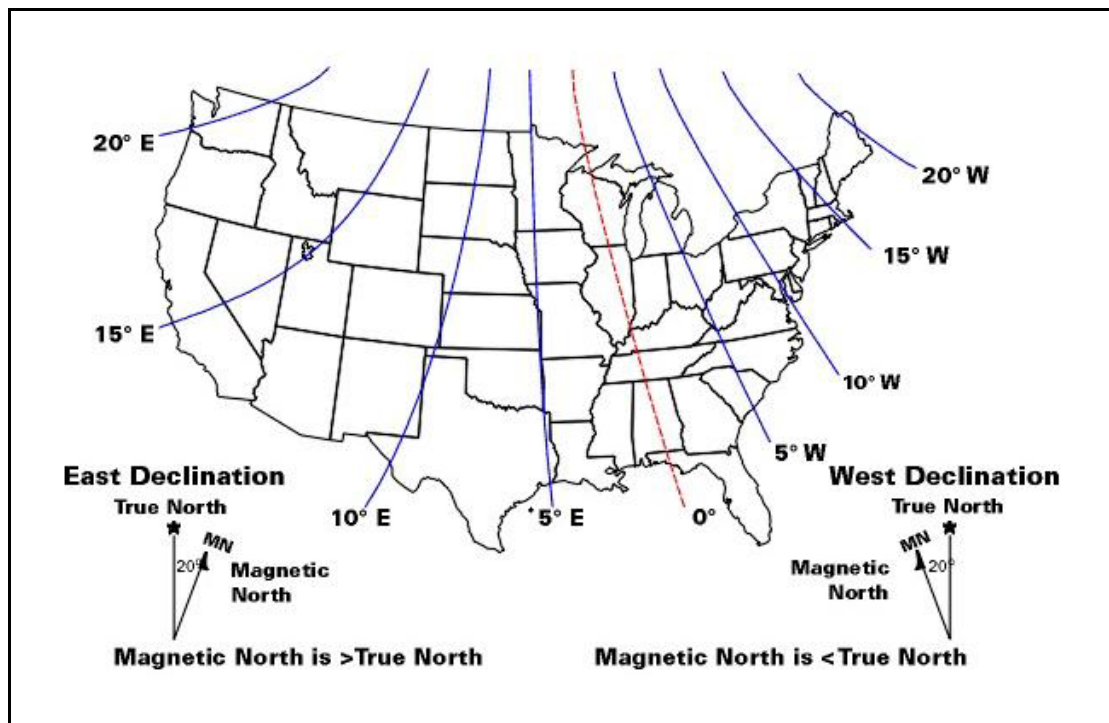 20° E
20° W
15° W
15° E
10° W
5° W
East Declination
West Declination
True North
10° E
5° E
0°
True North
MN
20°
Magnetic
North
MN
20°
Magnetic
North
Magnetic North is >True North
Magnetic North is <True North